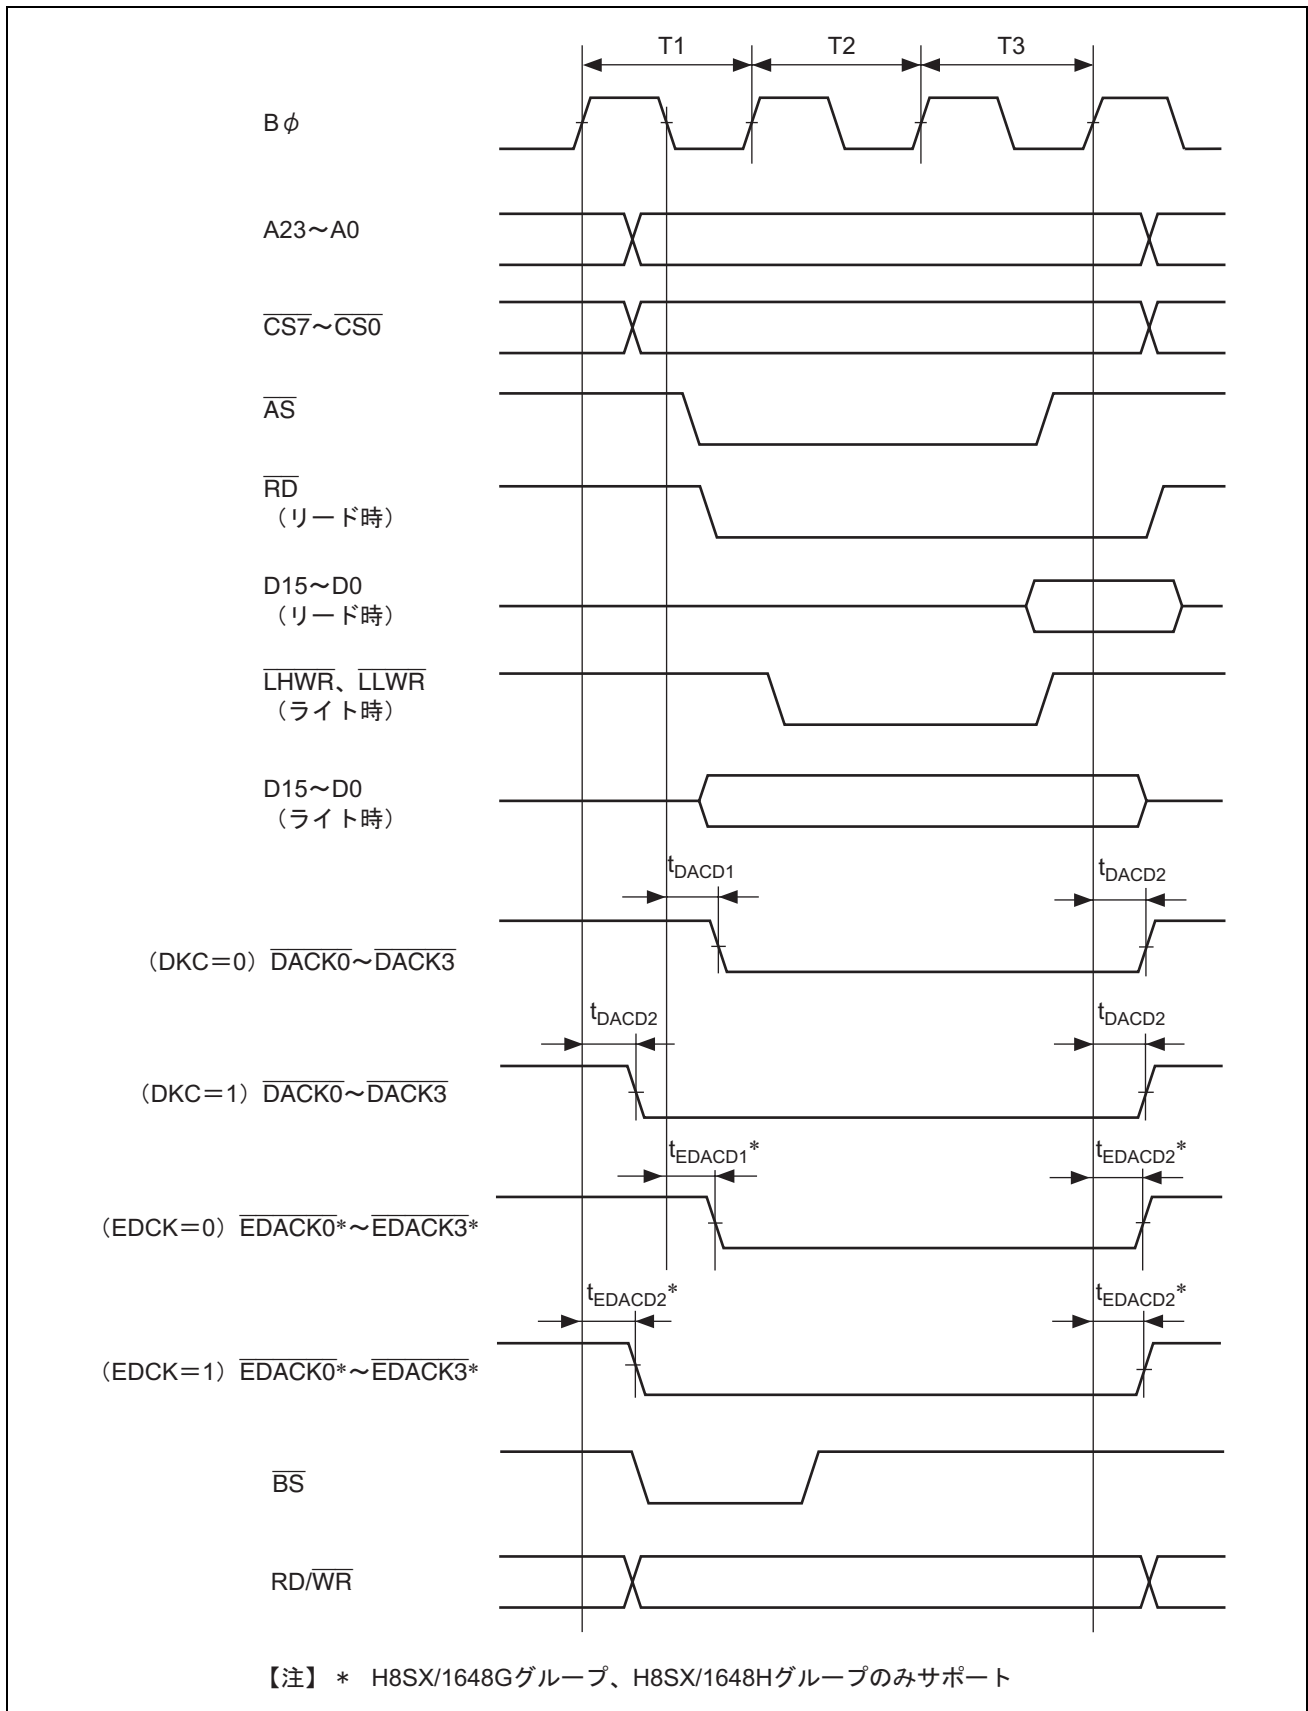 T1 T2 T3
Bφ
A23～A0
CS7～CS0
AS
RD
（リード時）
D15～D0
（リード時）
LHWR、LLWR
（ライト時）
D15～D0
（ライト時）
tDACD1 tDACD2
（DKC＝0）DACK0～DACK3
tDACD2 tDACD2
（DKC＝1）DACK0～DACK3
tEDACD1* tEDACD2*
（EDCK＝0）EDACK0*～EDACK3*
tEDACD2* tEDACD2*
（EDCK＝1）EDACK0*～EDACK3*
BS
RD/WR
【注】 * H8SX/1648Gグループ、H8SX/1648Hグループのみサポート